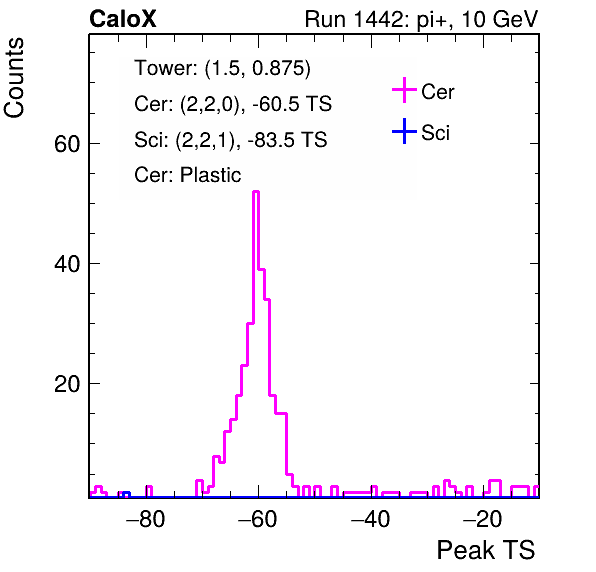 CaloX Run 1442: pi+, 10 GeV
Counts
Tower: (1.5, 0.875)
Cer: (2,2,0), -60.5 TS
Sci: (2,2,1), -83.5 TS
Cer: Plastic
Cer
Sci
60
40
20
−80 −60 −40 −20
Peak TS